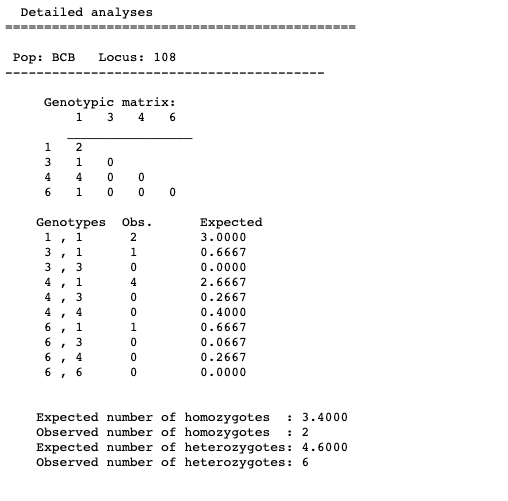 Detailed analyses
=============================================
Pop: BCB   Locus: 108
-----------------------------------------
Genotypic matrix:
1   3   4   6
________________
1   2
3   1   0
4   4   0   0
6   1   0   0   0
Genotypes  Obs.      Expected
1 , 1      2        3.0000
3 , 1      1        0.6667
3 , 3      0        0.0000
4 , 1      4        2.6667
4 , 3      0        0.2667
4 , 4      0        0.4000
6 , 1      1        0.6667
6 , 3      0        0.0667
6 , 4      0        0.2667
6 , 6      0        0.0000
Expected number of homozygotes  : 3.4000
Observed number of homozygotes  : 2
Expected number of heterozygotes: 4.6000
Observed number of heterozygotes: 6